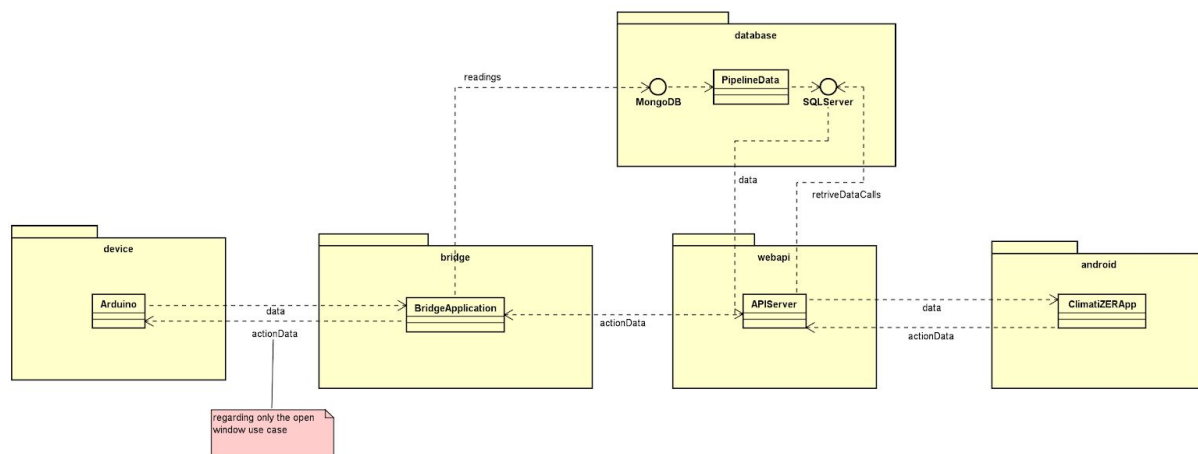 database
readings
PipelineData
MongoDB
SQLServer
data
retriveDataCalls
device
bridge
webapi
android
Arduino
BridgeApplication
APIServer
ClimatiZERApp
data
data
actionData
actionData
actionData
regarding only the open
window use case